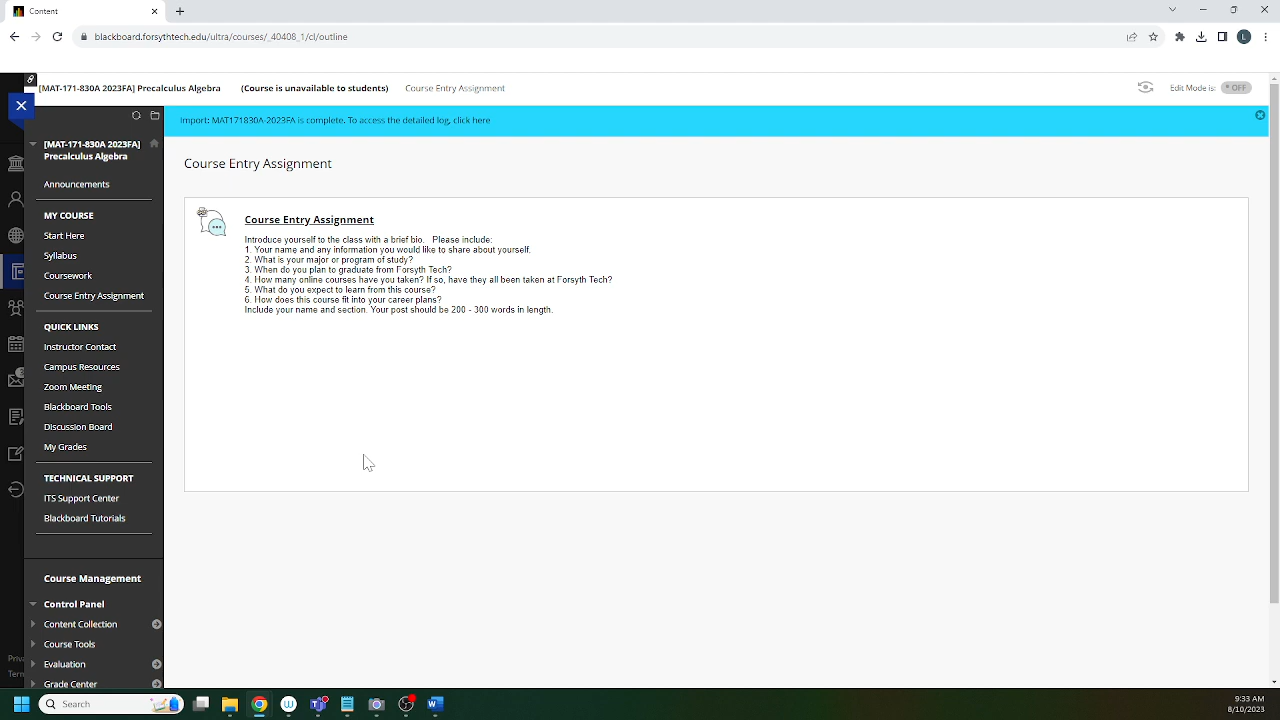 Content
blackboard.forsythtech.edu/ultra/courses/_40408_1/cl/outline
[MAT-171-830A 2023FA] Precalculus Algebra (Course is unavailable to students) Course Entry Assignment
Edit Mode is: OFF
Import: MAT171830A-2023FA is complete. To access the detailed log, click here
[MAT-171-830A 2023FA]
Precalculus Algebra
Announcements
MY COURSE
Start Here
Syllabus
Coursework
Course Entry Assignment
QUICK LINKS
Instructor Contact
Campus Resources
Zoom Meeting
Blackboard Tools
Discussion Board
My Grades
TECHNICAL SUPPORT
ITS Support Center
Blackboard Tutorials
Course Management
Control Panel
Content Collection
Course Tools
Evaluation
Grade Center
Course Entry Assignment
Course Entry Assignment
Introduce yourself to the class with a brief bio. Please include:
1. Your name and any information you would like to share about yourself.
2. What is your major or program of study?
3. When do you plan to graduate from Forsyth Tech?
4. How many online courses have you taken? If so, have they all been taken at Forsyth Tech?
5. What do you expect to learn from this course?
6. How does this course fit into your career plans?
Include your name and section. Your post should be 200 - 300 words in length.
Search
9:33 AM
8/10/2023